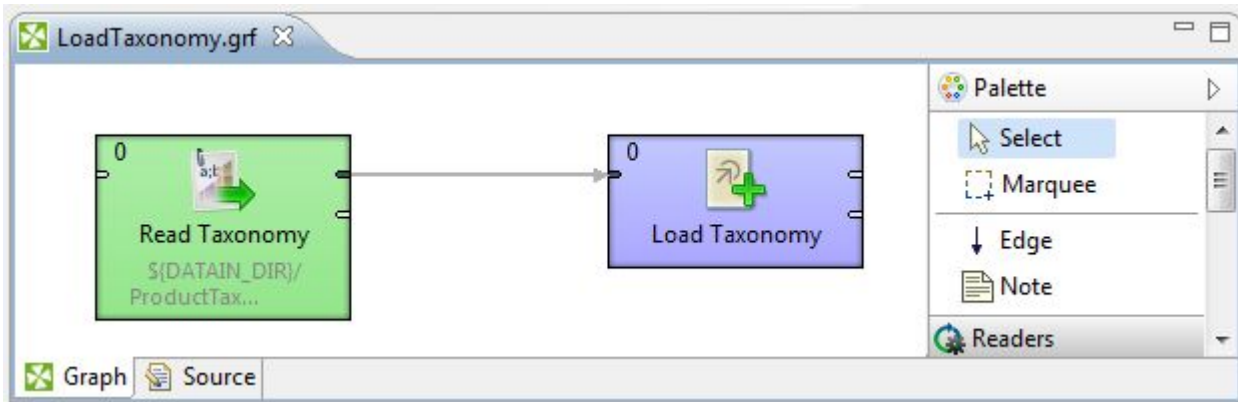 LoadTaxonomy.grf
Palette
Select
Marquee
Edge
Note
Readers
0
a;b
Read Taxonomy
${DATAIN_DIR}/
ProductTax...
0
Load Taxonomy
Graph
Source